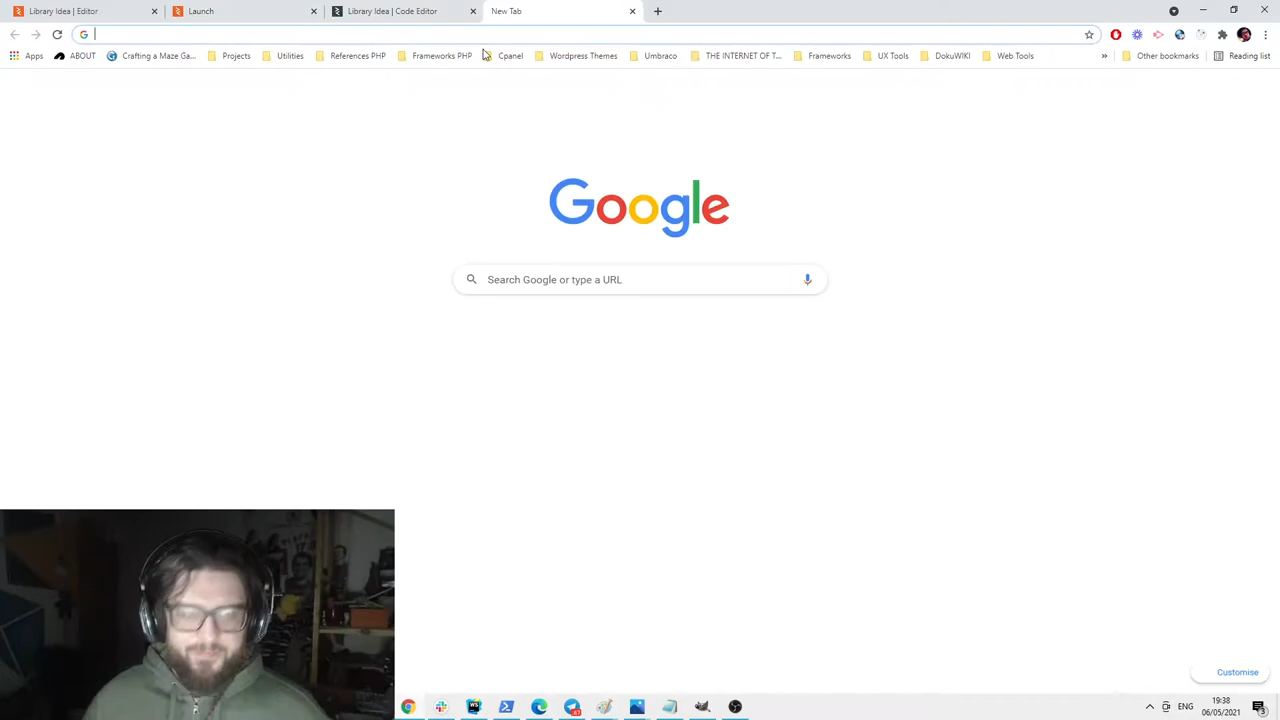 Library Idea | Editor
Launch
Library Idea | Code Editor
New Tab
Apps
ABOUT
Crafting a Maze Ga...
Projects
Utilities
References PHP
Frameworks PHP
Cpanel
Wordpress Themes
Umbraco
THE INTERNET OF T...
Frameworks
UX Tools
DokuWIKI
Web Tools
»
Other bookmarks
Reading list
Google
Search Google or type a URL
Customise
ENG
19:38
06/05/2021